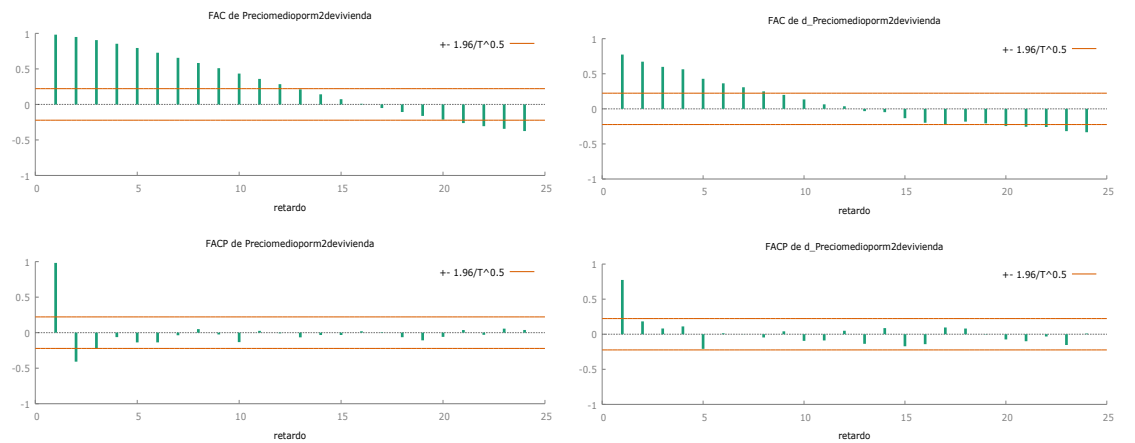 FAC de Preciomedioporm2devivienda
+- 1.96/T^0.5
1
0.5
0
-0.5
-1
0 5 10 15 20 25
retardo
FAC de d_Preciomedioporm2devivienda
+- 1.96/T^0.5
1
0.5
0
-0.5
-1
0 5 10 15 20 25
retardo
FACP de Preciomedioporm2devivienda
+- 1.96/T^0.5
1
0.5
0
-0.5
-1
0 5 10 15 20 25
retardo
FACP de d_Preciomedioporm2devivienda
+- 1.96/T^0.5
1
0.5
0
-0.5
-1
0 5 10 15 20 25
retardo